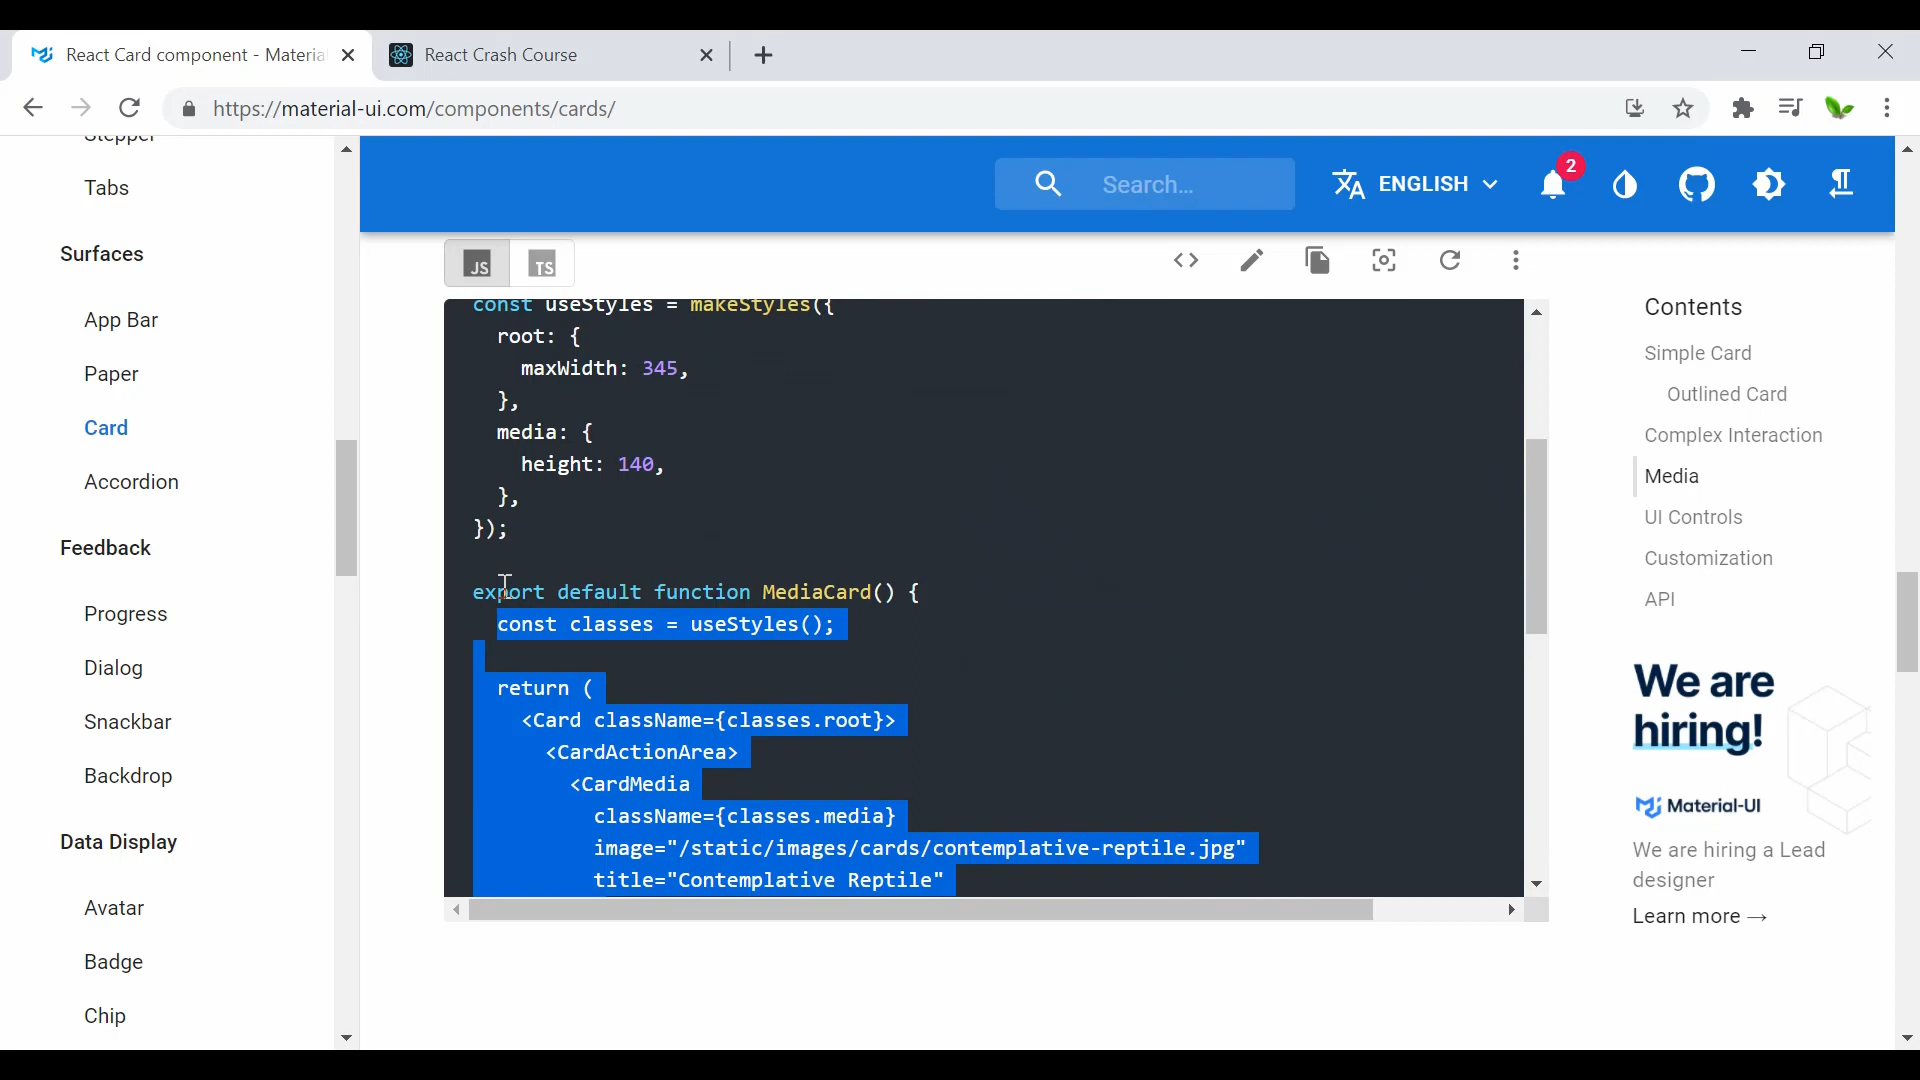 React Card component - Materia
React Crash Course
https://material-ui.com/components/cards/
Stepper
Tabs
Surfaces
App Bar
Paper
Card
Accordion
Feedback
Progress
Dialog
Snackbar
Backdrop
Data Display
Avatar
Badge
Chip
Search…
ENGLISH
2
JS
TS
const useStyles = makeStyles({
  root: {
    maxWidth: 345,
  },
  media: {
    height: 140,
  },
});
export default function MediaCard() {
  const classes = useStyles();
  return (
    <Card className={classes.root}>
      <CardActionArea>
        <CardMedia
          className={classes.media}
          image="/static/images/cards/contemplative-reptile.jpg"
          title="Contemplative Reptile"
Contents
Simple Card
Outlined Card
Complex Interaction
Media
UI Controls
Customization
API
We are
hiring!
Material-UI
We are hiring a Lead
designer
Learn more →